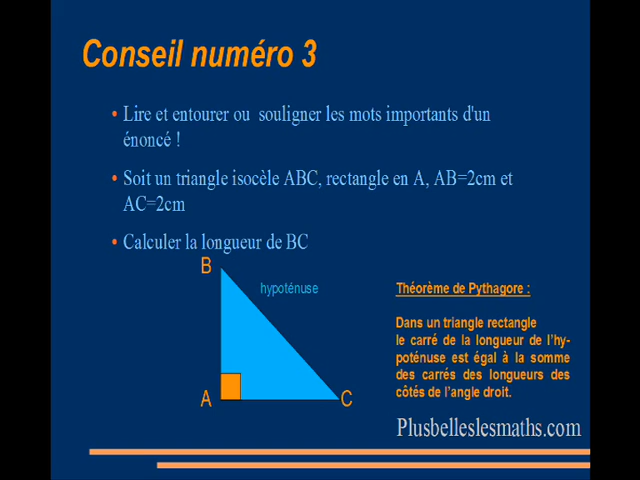 Conseil numéro 3
• Lire et entourer ou souligner les mots importants d'un
énoncé !
• Soit un triangle isocèle ABC, rectangle en A, AB=2cm et
AC=2cm
• Calculer la longueur de BC
B
hypoténuse
A
C
Théorème de Pythagore :
Dans un triangle rectangle
le carré de la longueur de l'hy-
poténuse est égal à la somme
des carrés des longueurs des
côtés de l'angle droit.
Plusbelleslesmaths.com